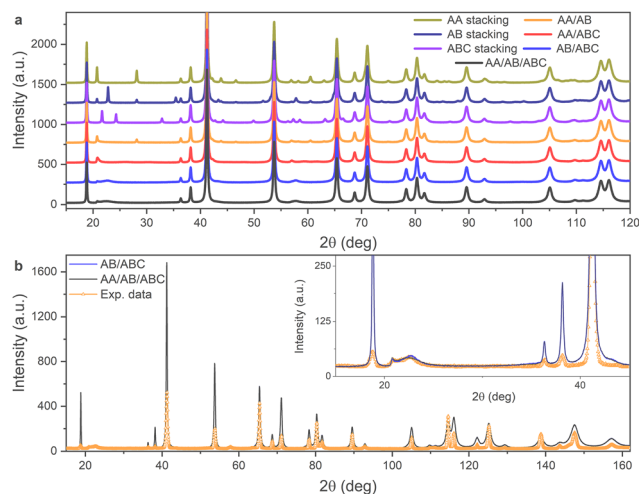 a
AA stacking
AA/AB
AB stacking
AA/ABC
ABC stacking
AB/ABC
AA/AB/ABC
Intensity (a.u.)
2000
1500
1000
500
0
20 30 40 50 60 70 80 90 100 110 120
2θ (deg)
b
AB/ABC
AA/AB/ABC
Exp. data
Intensity (a.u.)
1600
1200
800
400
0
20 40 60 80 100 120 140 160
2θ (deg)
Intensity (a.u.)
250
125
0
20 40
2θ (deg)